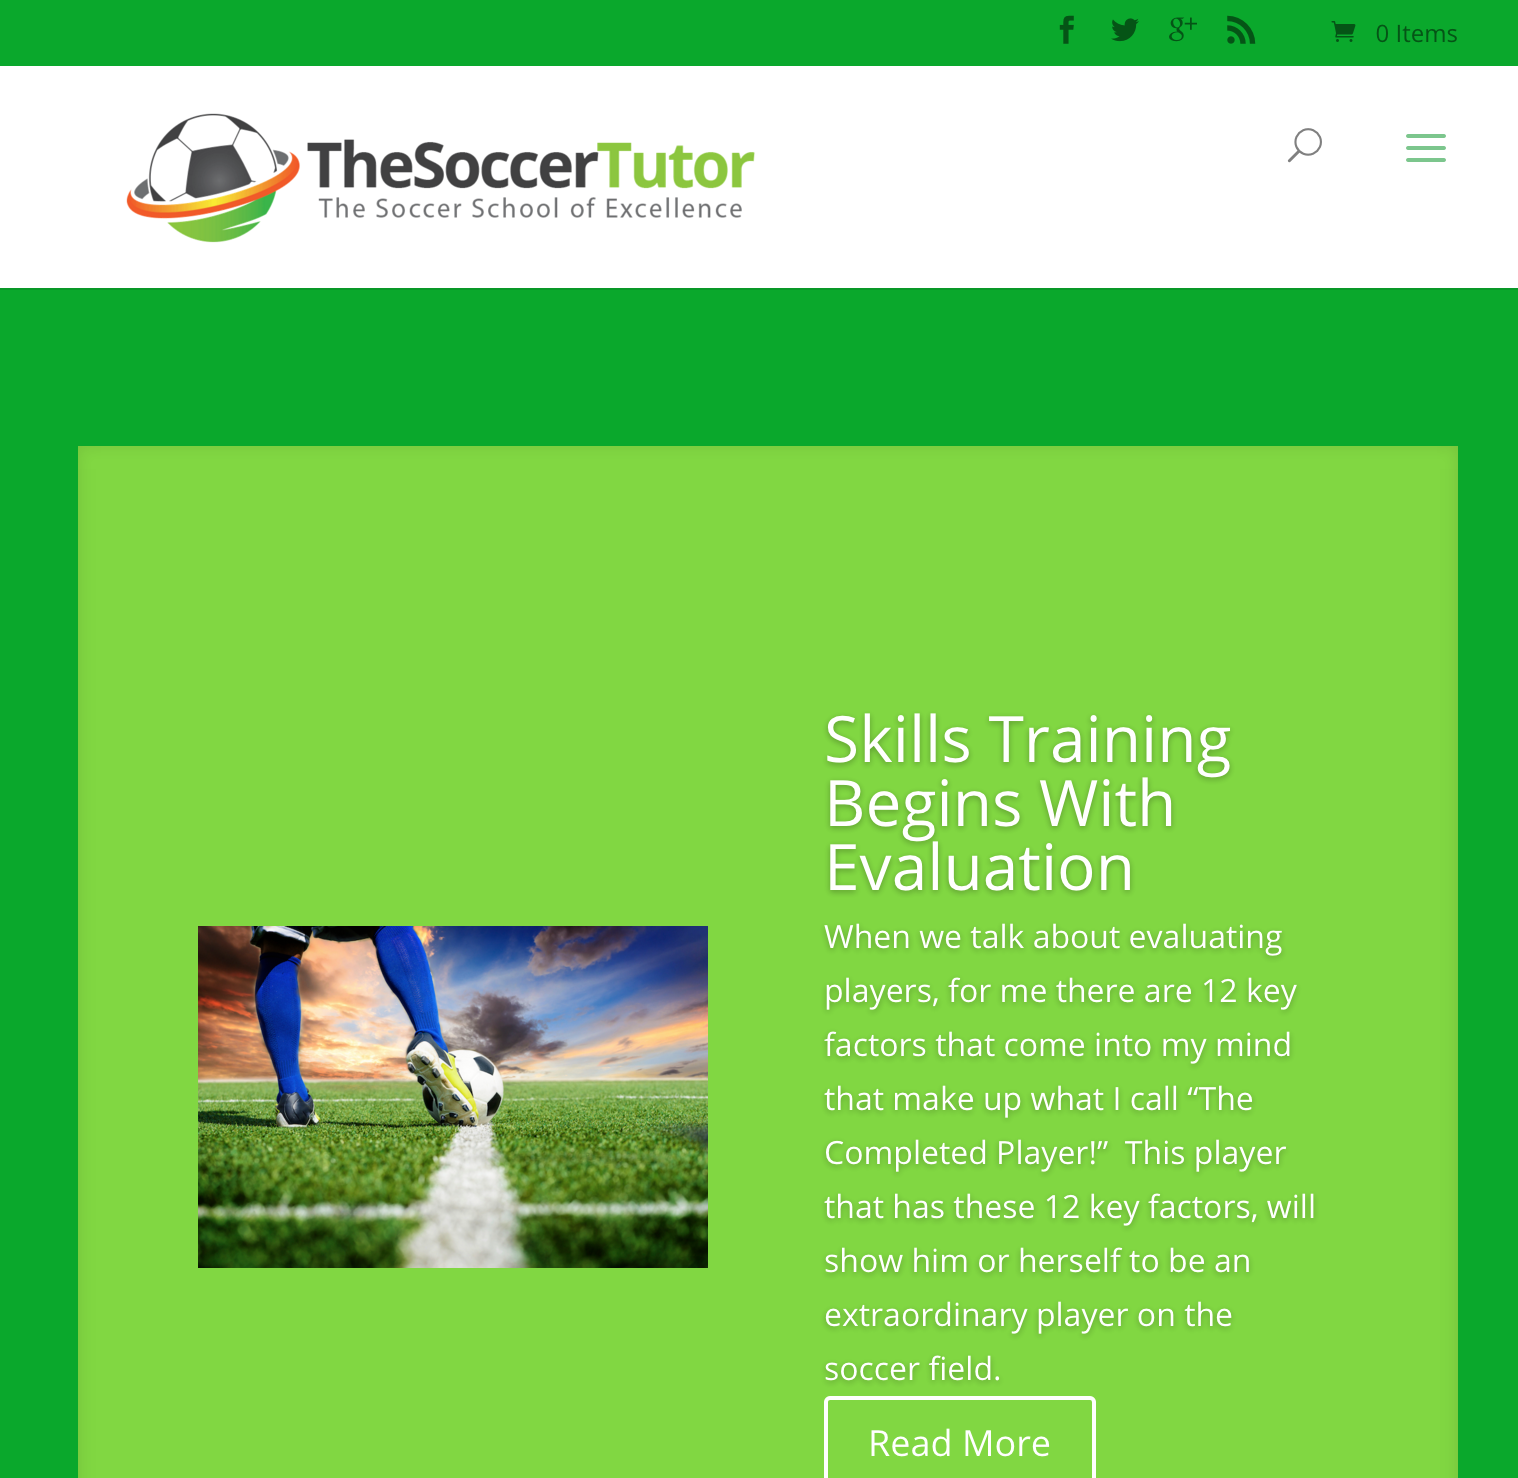 0 Items
TheSoccerTutor
The Soccer School of Excellence
Skills Training
Begins With
Evaluation
When we talk about evaluating
players, for me there are 12 key
factors that come into my mind
that make up what I call “The
Completed Player!”  This player
that has these 12 key factors, will
show him or herself to be an
extraordinary player on the
soccer field.
Read More